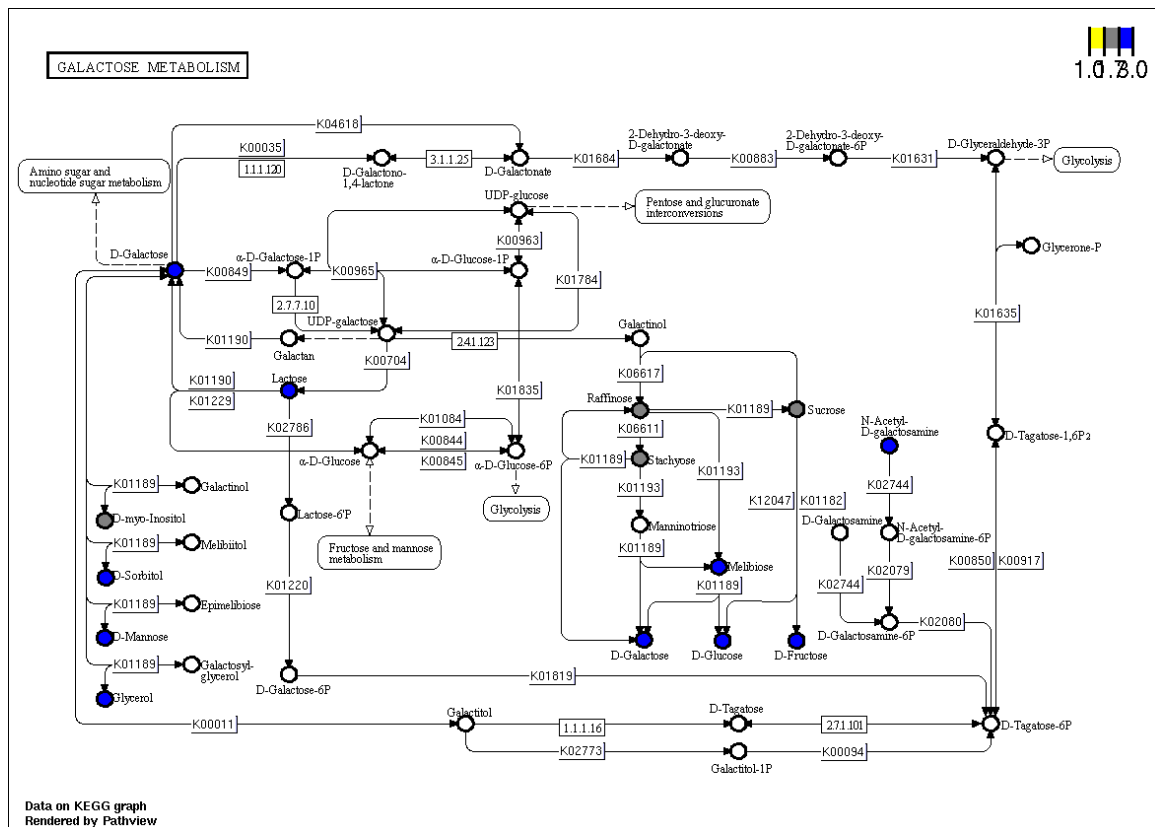 GALACTOSE METABOLISM
K04618
K00035
1.1.1.120
D-Galactono-
1,4-lactone
3.1.1.25
D-Galactonate
K01684
2-Dehydro-3-deoxy-
D-galactonate
K00883
2-Dehydro-3-deoxy-
D-galactonate-6P
K01631
D-Glyceraldehyde-3P
Glycolysis
Amino sugar and
nucleotide sugar metabolism
UDP-glucose
Pentose and glucuronate
interconversions
K00963
D-Galactose
K00849
α-D-Galactose-1P
K00965
α-D-Glucose-1P
K01784
Glycerone-P
2.7.7.10
UDP-galactose
K01635
K01190
Galactan
2.4.1.123
Galactinol
K00704
K01190
K01229
Lactose
K01835
K06617
Raffinose
K01189
Sucrose
K02786
K01084
K00844
K00845
α-D-Glucose
α-D-Glucose-6P
K06611
K01189
Stachyose
K01193
K01193
N-Acetyl-
D-galactosamine
D-Tagatose-1,6P2
K02744
K12047
K01182
K01189
Galactinol
D-myo-Inositol
Lactose-6'P
Glycolysis
Manninotriose
D-Galactosamine
N-Acetyl-
D-galactosamine-6P
K01189
Melibiitol
D-Sorbitol
Fructose and mannose
metabolism
K01189
Melibiose
K01189
K02744
K02079
K00850
K00917
K01220
K01189
Epimelibiose
D-Mannose
D-Galactosamine-6P
K02080
K01189
Galactosyl-
glycerol
Glycerol
D-Galactose
D-Glucose
D-Fructose
D-Galactose-6P
K01819
K00011
Galactitol
1.1.1.16
D-Tagatose
2.7.1.101
D-Tagatose-6P
K02773
Galactitol-1P
K00094
Data on KEGG graph
Rendered by Pathview